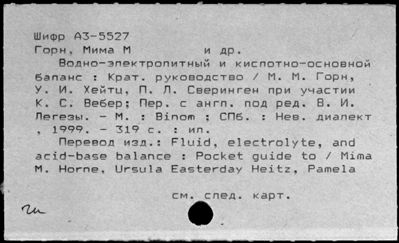 Шифр А3-5527
Горн, Мима М и др.
Водно-электролитный и кислотно-основной
баланс : Крат. руководство / М. М. Горн,
У. И. Хейтц, П. Л. Сверинген при участии
К. С. Вебер; Пер. с англ. под ред. В. И.
Легезы. - М. : Binom ; СПб. : Нев. диалект
, 1999. - 319 с. : ил.
Перевод изд.: Fluid, electrolyte, and
acid-base balance : Pocket guide to / Mima
M. Horne, Ursula Easterday Heitz, Pamela
см. след. карт.